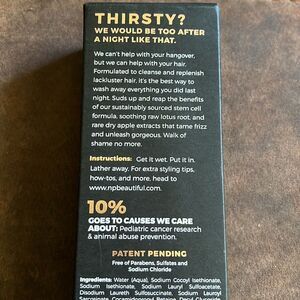 THIRSTY?
WE WOULD BE TOO AFTER
A NIGHT LIKE THAT.
We can't help with your hangover,
but we can help with your hair.
Formulated to cleanse and replenish
lackluster hair, it's the best way to
wash away everything you did last
night. Suds up and reap the benefits
of our sustainably sourced stem cell
formula, soothing raw lotus root, and
rare dry apple extracts that tame frizz
and unleash gorgeous. Walk of
shame no more.
Instructions: Get it wet. Put it in.
Lather away. For extra styling tips,
how-tos, and more, head to
www.npbeautiful.com.
10%
GOES TO CAUSES WE CARE
ABOUT: Pediatric cancer research
& animal abuse prevention.
PATENT PENDING
Free of Parabens, Sulfates and
Sodium Chloride
Ingredients: Water (Aqua), Sodium Cocoyl Isethionate,
Sodium Isethionate, Sodium Lauryl Sulfoacetate,
Disodium Laureth Sulfosuccinate, Sodium Lauroyl
Sarcosinate, Cocamidopropyl Betaine, Decyl Glucoside